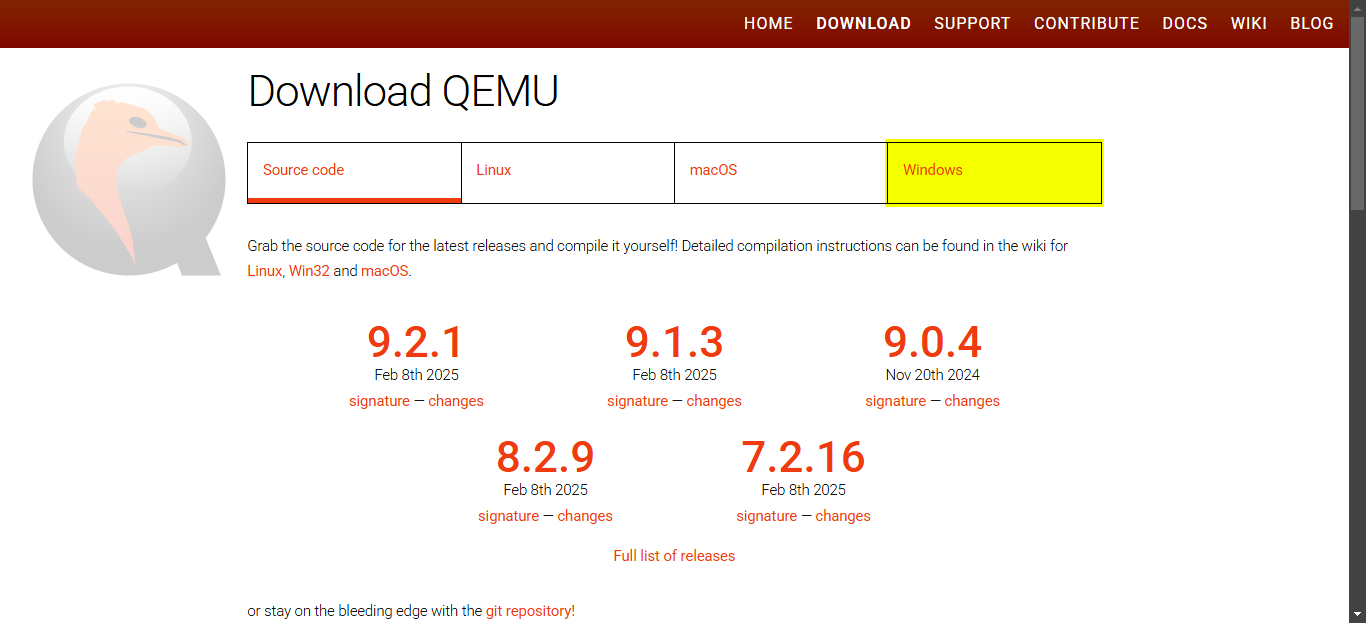 HOME DOWNLOAD SUPPORT CONTRIBUTE DOCS WIKI BLOG
Download QEMU
Source code Linux macOS Windows
Grab the source code for the latest releases and compile it yourself! Detailed compilation instructions can be found in the wiki for
Linux, Win32 and macOS.
9.2.1 9.1.3 9.0.4
Feb 8th 2025 Feb 8th 2025 Nov 20th 2024
signature — changes signature — changes signature — changes
8.2.9 7.2.16
Feb 8th 2025 Feb 8th 2025
signature — changes signature — changes
Full list of releases
or stay on the bleeding edge with the git repository!